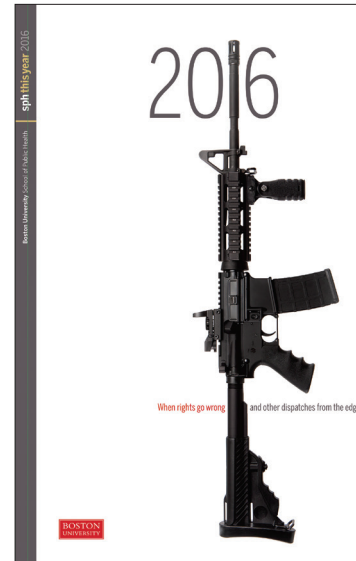 sph this year 2016
Boston University School of Public Health
2016
When rights go wrong and other dispatches from the edg
BOSTON
UNIVERSITY